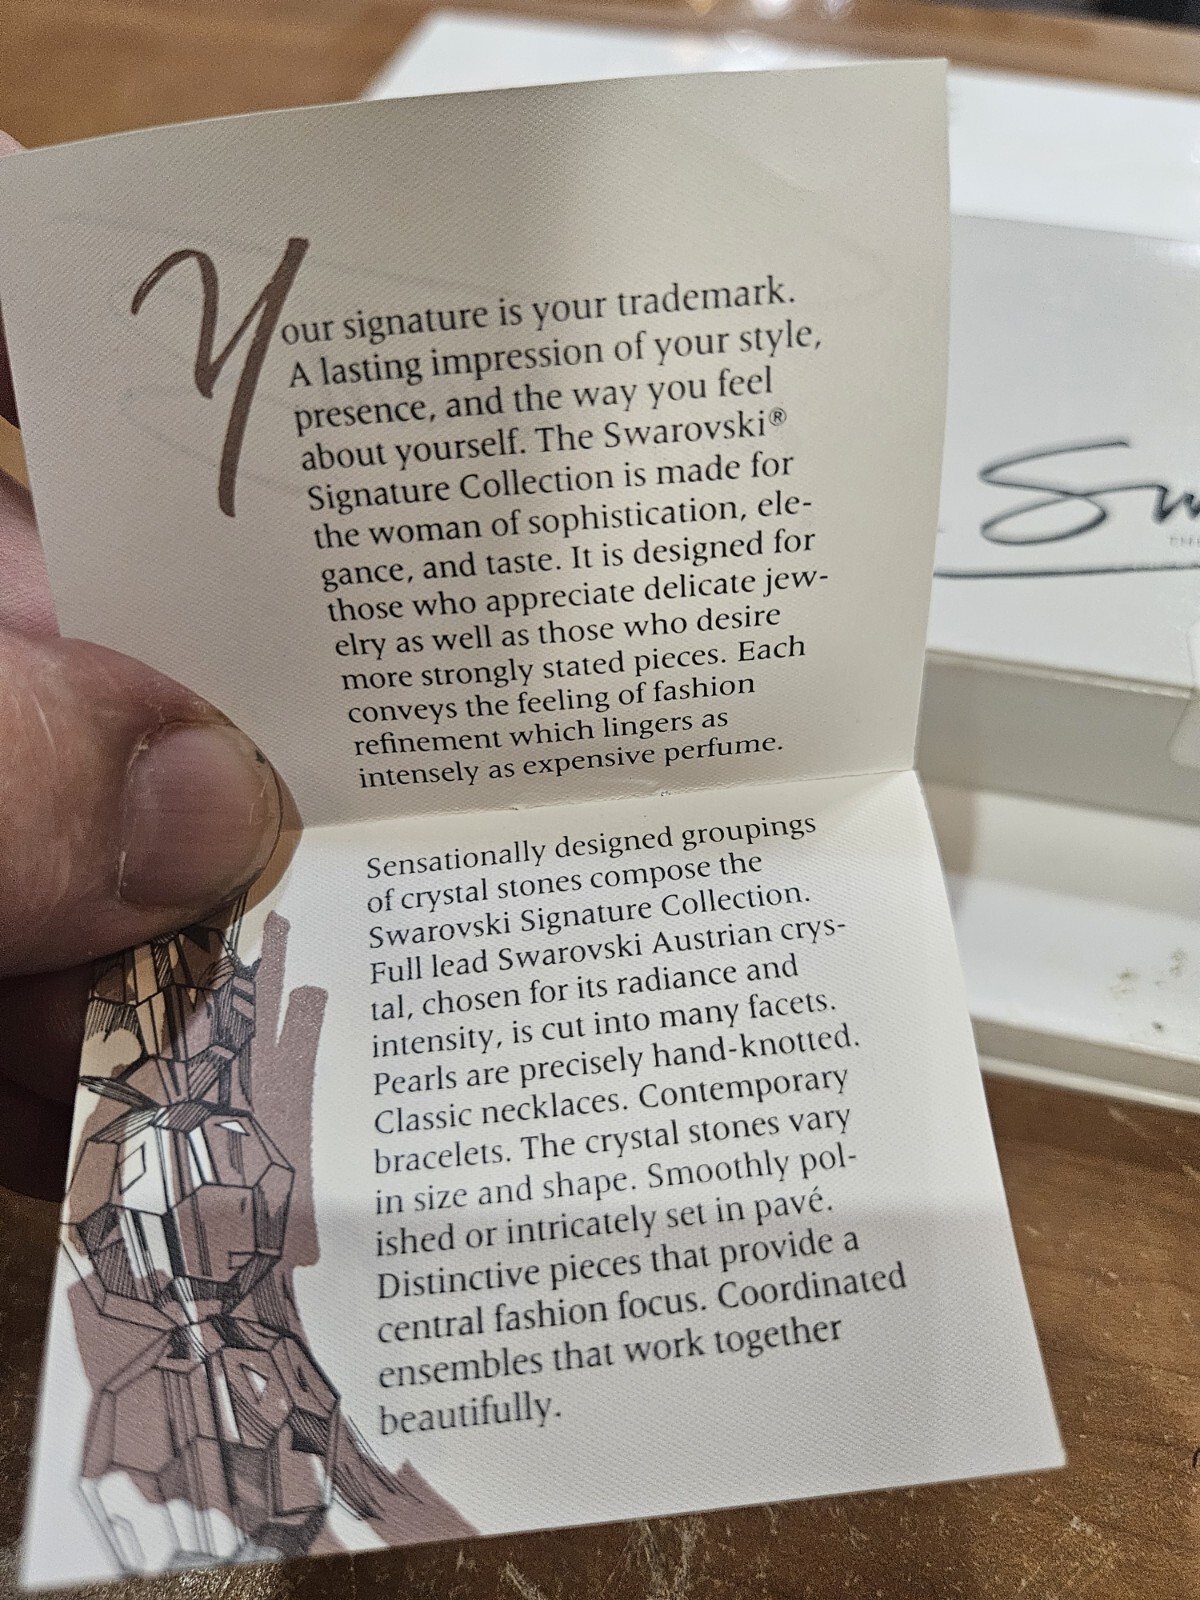 Your signature is your trademark.
A lasting impression of your style,
presence, and the way you feel
about yourself. The Swarovski®
Signature Collection is made for
the woman of sophistication, ele-
gance, and taste. It is designed for
those who appreciate delicate jew-
elry as well as those who desire
more strongly stated pieces. Each
conveys the feeling of fashion
refinement which lingers as
intensely as expensive perfume.
Sensationally designed groupings
of crystal stones compose the
Swarovski Signature Collection.
Full lead Swarovski Austrian crys-
tal, chosen for its radiance and
intensity, is cut into many facets.
Pearls are precisely hand-knotted.
Classic necklaces. Contemporary
bracelets. The crystal stones vary
in size and shape. Smoothly pol-
ished or intricately set in pavé.
Distinctive pieces that provide a
central fashion focus. Coordinated
ensembles that work together
beautifully.
Sw